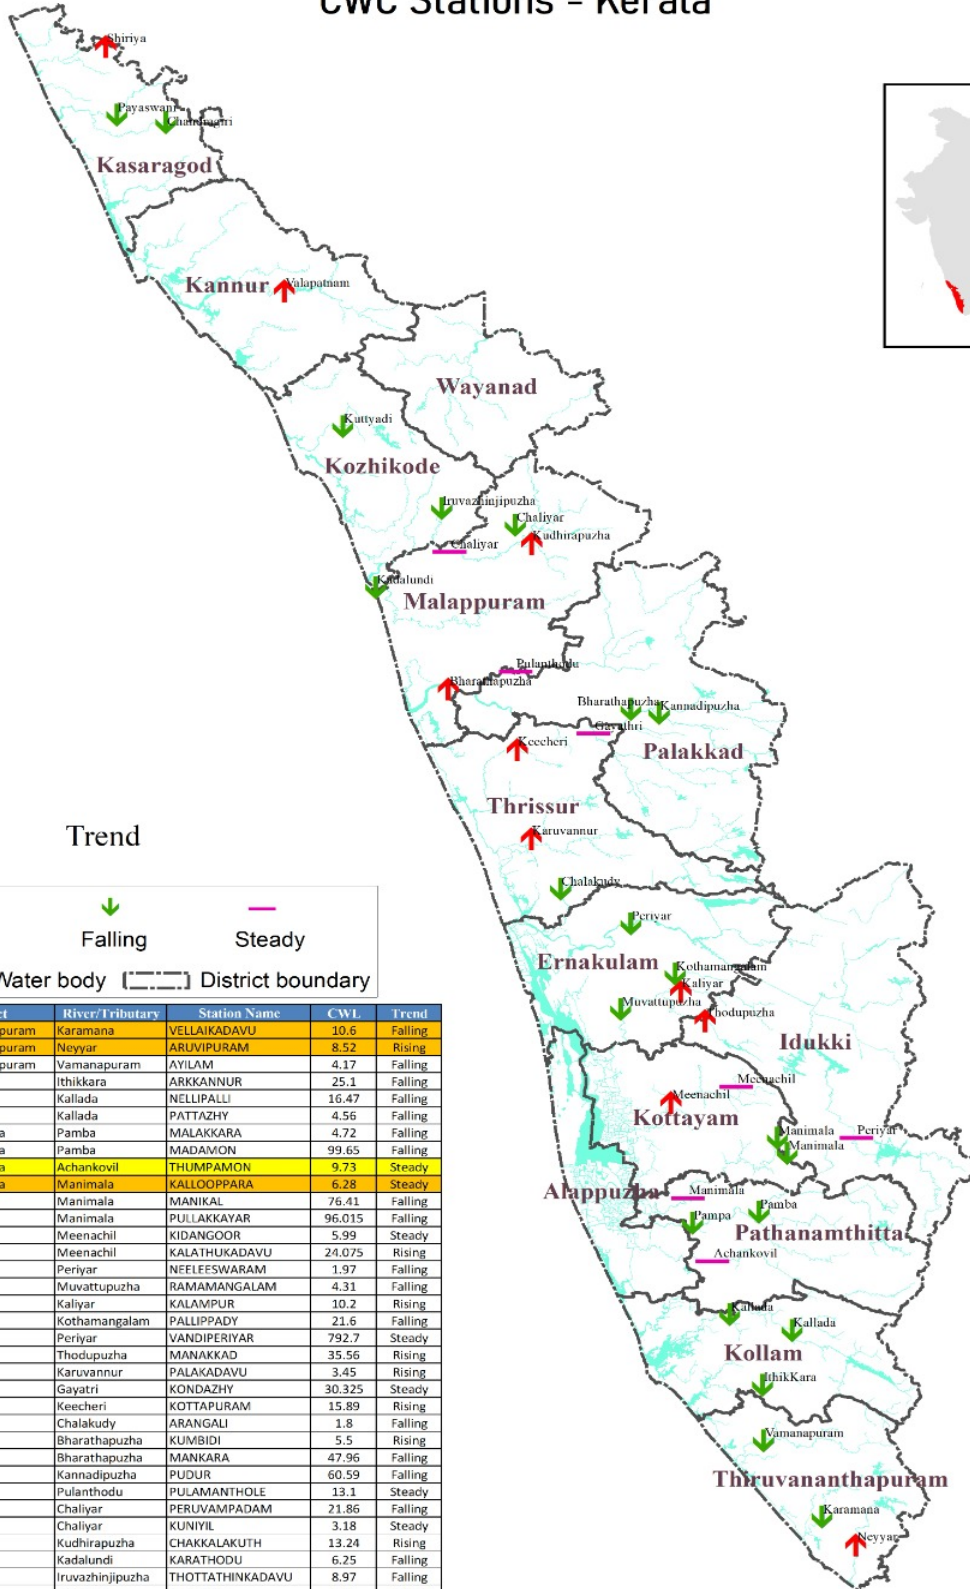 CWC Stations - Kerala
Shiriya
Payaswani
Chandragiri
Kasaragod
Kannur
Valapatnam
Wayanad
Kuttyadi
Kozhikode
Iruvazhinjipuzha
Chaliyar
Kudhirapuzha
Chaliyar
Kadalundi
Malappuram
Pulanthodu
Bharathapuzha
Bharathapuzha
Kannadipuzha
Gayathri
Keecheri
Palakkad
Thrissur
Karuvannur
Chalakudy
Periyar
Ernakulam
Kothamangalam
Kaliyar
Muvattupuzha
Thodupuzha
Idukki
Meenachil
Meenachil
Kottayam
Manimala
Periyar
Manimala
Alappuzha
Manimala
Pamba
Pampa
Pathanamthitta
Achankovil
Kallada
Kallada
Kollam
IthikKara
Vamanapuram
Thiruvananthapuram
Karamana
Neyyar
Trend
Falling
Steady
Water body
District boundary
ct River/Tributary Station Name CWL Trend
puram Karamana VELLAIKADAVU 10.6 Falling
puram Neyyar ARUVIPURAM 8.52 Rising
puram Vamanapuram AYILAM 4.17 Falling
Ithikkara ARKKANNUR 25.1 Falling
Kallada NELLIPALLI 16.47 Falling
Kallada PATTAZHY 4.56 Falling
a Pamba MALAKKARA 4.72 Falling
a Pamba MADAMON 99.65 Falling
a Achankovil THUMPAMON 9.73 Steady
a Manimala KALLOOPPARA 6.28 Steady
Manimala MANIKAL 76.41 Falling
Manimala PULLAKKAYAR 96.015 Falling
Meenachil KIDANGOOR 5.99 Steady
Meenachil KALATHUKADAVU 24.075 Rising
Periyar NEELEESWARAM 1.97 Falling
Muvattupuzha RAMAMANGALAM 4.31 Falling
Kaliyar KALAMPUR 10.2 Rising
Kothamangalam PALLIPPADY 21.6 Falling
Periyar VANDIPERIYAR 792.7 Steady
Thodupuzha MANAKKAD 35.56 Rising
Karuvannur PALAKADAVU 3.45 Rising
Gayatri KONDAZHY 30.325 Steady
Keecheri KOTTAPURAM 15.89 Rising
Chalakudy ARANGALI 1.8 Falling
Bharathapuzha KUMBIDI 5.5 Rising
Bharathapuzha MANKARA 47.96 Falling
Kannadipuzha PUDUR 60.59 Falling
Pulanthodu PULAMANTHOLE 13.1 Steady
Chaliyar PERUVAMPADAM 21.86 Falling
Chaliyar KUNIYIL 3.18 Steady
Kudhirapuzha CHAKKALAKUTH 13.24 Rising
Kadalundi KARATHODU 6.25 Falling
Iruvazhinjipuzha THOTTATHINKADAVU 8.97 Falling